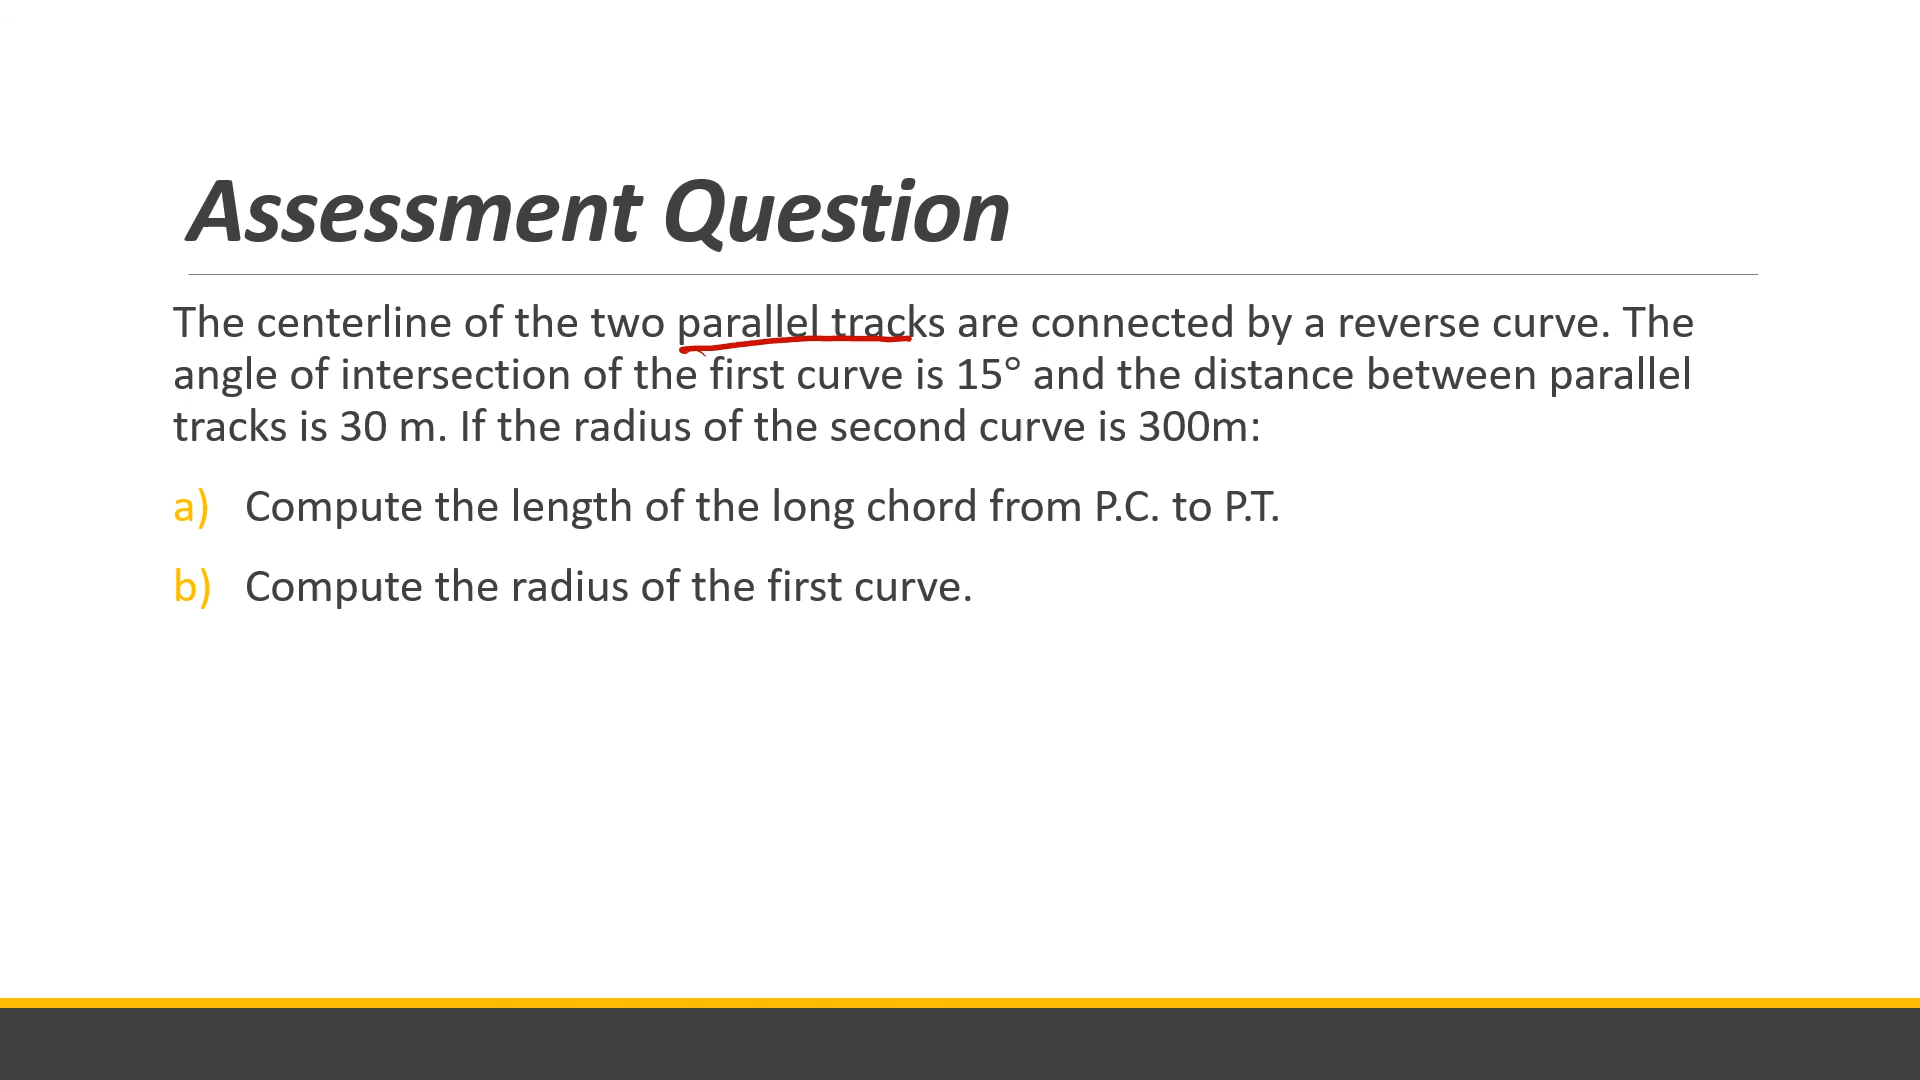 Assessment Question
The centerline of the two parallel tracks are connected by a reverse curve. The
angle of intersection of the first curve is 15° and the distance between parallel
tracks is 30 m. If the radius of the second curve is 300m:
a) Compute the length of the long chord from P.C. to P.T.
b) Compute the radius of the first curve.